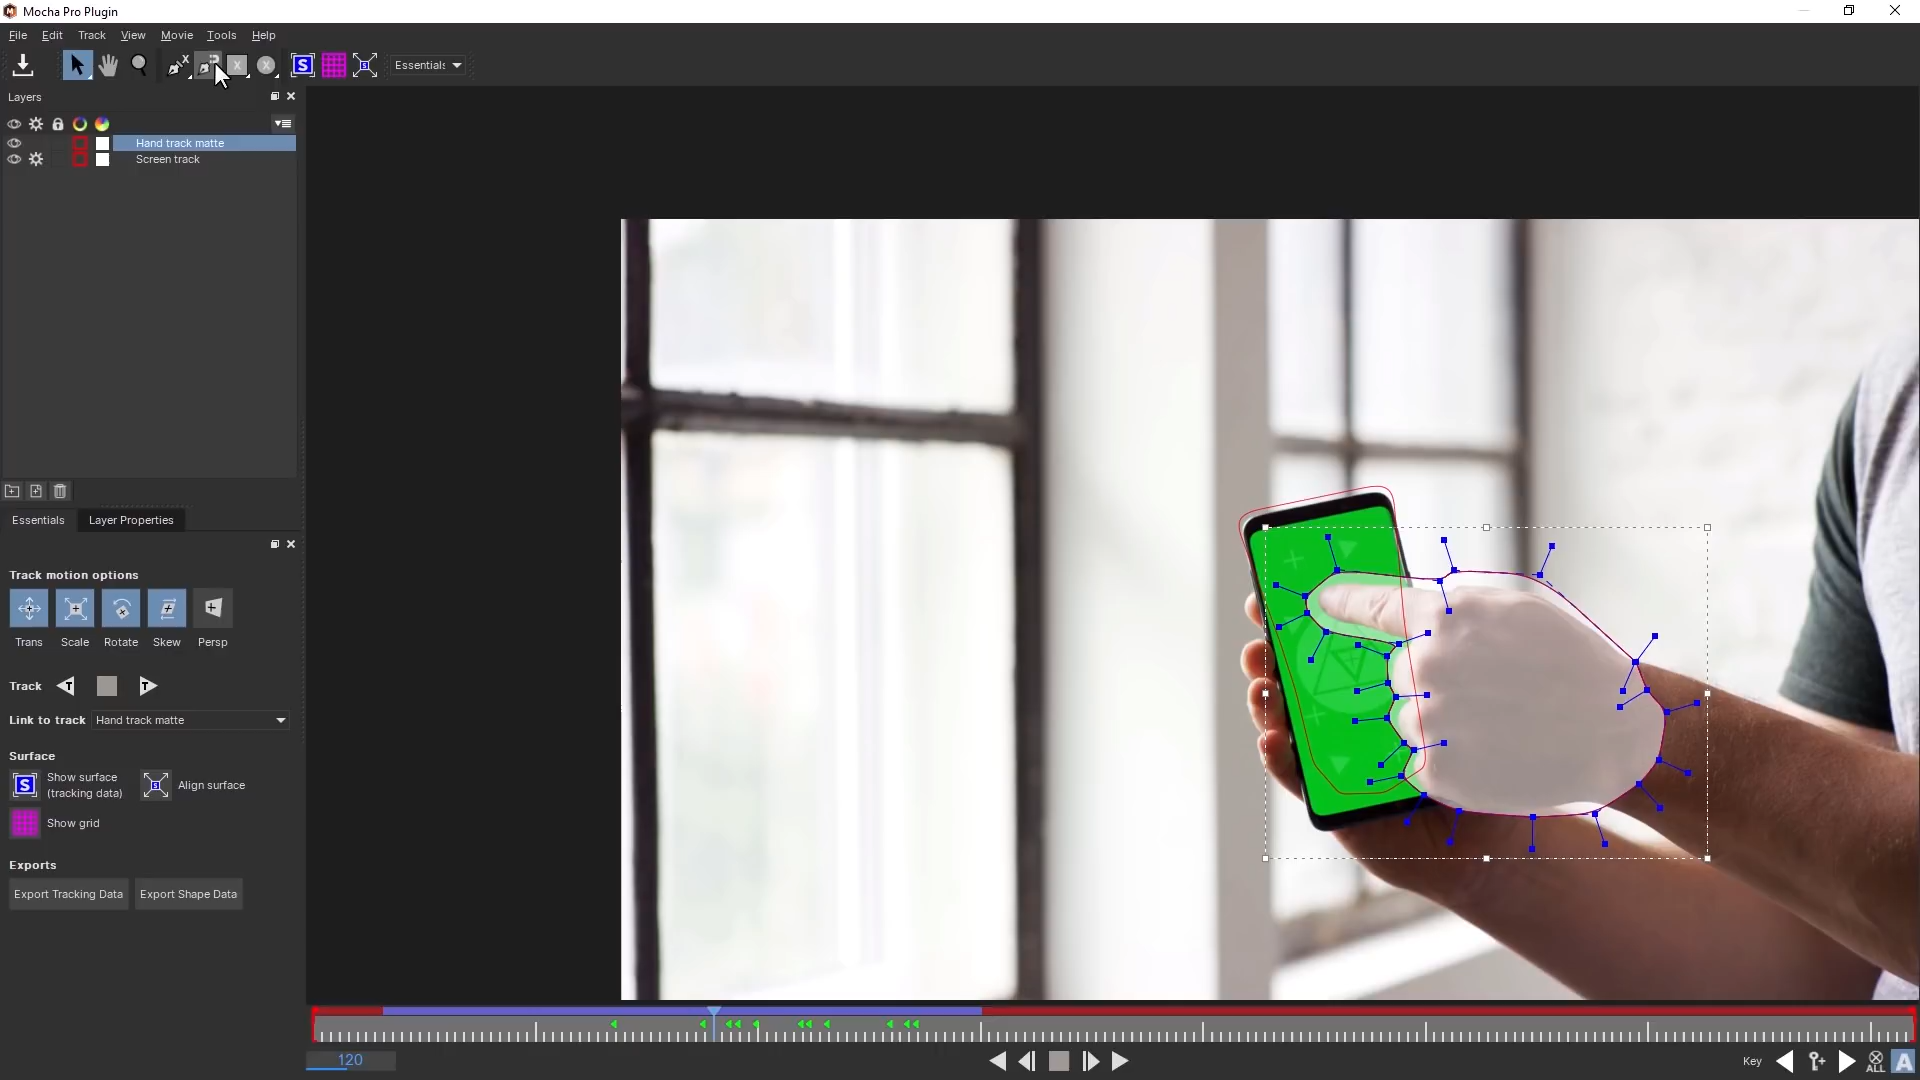 Mocha Pro Plugin
File Edit Track View Movie Tools Help
Essentials
Layers
Hand track matte
Screen track
Essentials Layer Properties
Track motion options
Trans Scale Rotate Skew Persp
Track
Link to track Hand track matte
Surface
Show surface
(tracking data)
Align surface
Show grid
Exports
Export Tracking Data Export Shape Data
120
Key
ALL